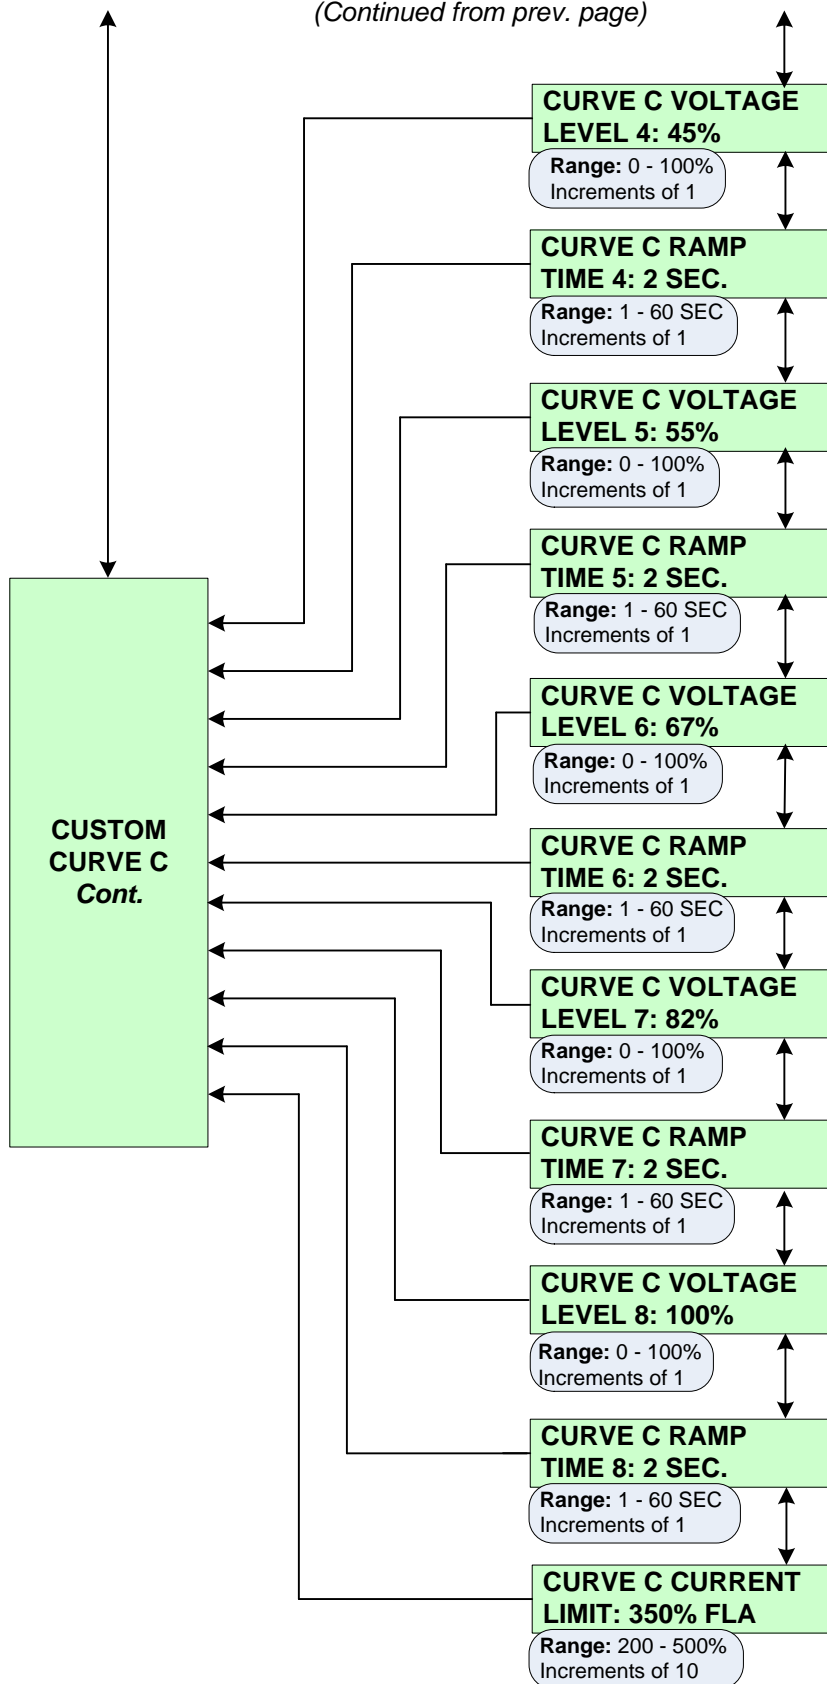 (Continued from prev. page)
CURVE C VOLTAGE
LEVEL 4: 45%
Range: 0 - 100%
Increments of 1
CURVE C RAMP
TIME 4: 2 SEC.
Range: 1 - 60 SEC
Increments of 1
CURVE C VOLTAGE
LEVEL 5: 55%
Range: 0 - 100%
Increments of 1
CURVE C RAMP
TIME 5: 2 SEC.
Range: 1 - 60 SEC
Increments of 1
CURVE C VOLTAGE
LEVEL 6: 67%
Range: 0 - 100%
Increments of 1
CUSTOM
CURVE C
Cont.
CURVE C RAMP
TIME 6: 2 SEC.
Range: 1 - 60 SEC
Increments of 1
CURVE C VOLTAGE
LEVEL 7: 82%
Range: 0 - 100%
Increments of 1
CURVE C RAMP
TIME 7: 2 SEC.
Range: 1 - 60 SEC
Increments of 1
CURVE C VOLTAGE
LEVEL 8: 100%
Range: 0 - 100%
Increments of 1
CURVE C RAMP
TIME 8: 2 SEC.
Range: 1 - 60 SEC
Increments of 1
CURVE C CURRENT
LIMIT: 350% FLA
Range: 200 - 500%
Increments of 10